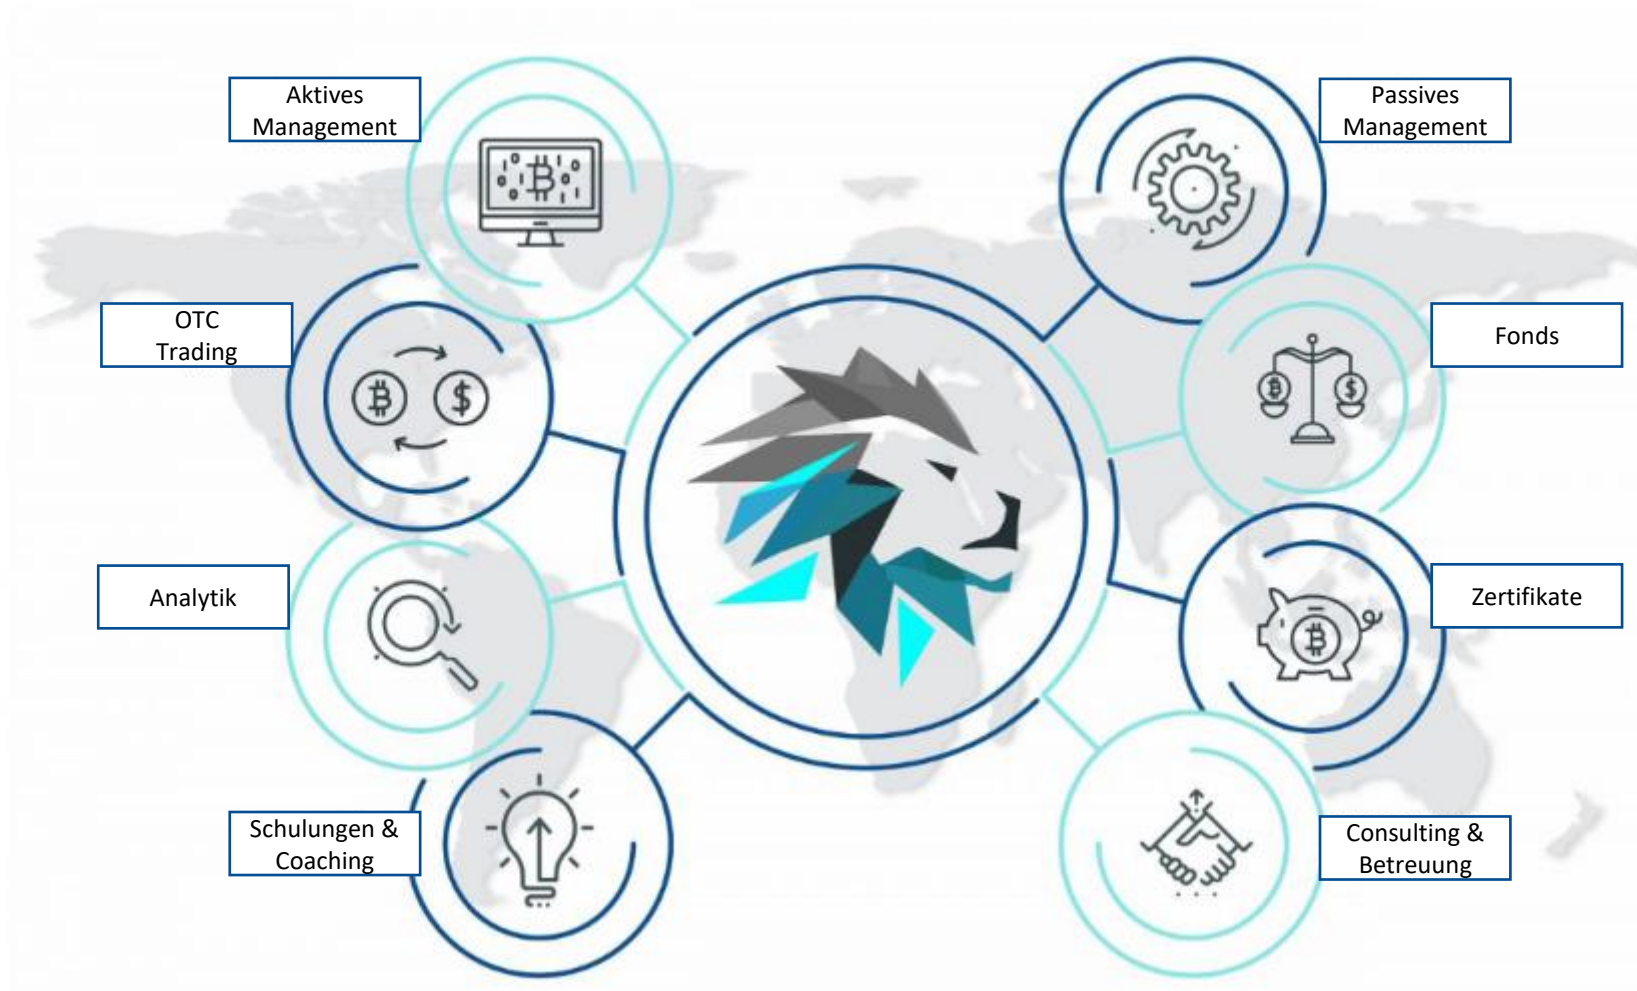 Aktives
Management
Passives
Management
OTC
Trading
Fonds
Analytik
Zertifikate
Schulungen &
Coaching
Consulting &
Betreuung